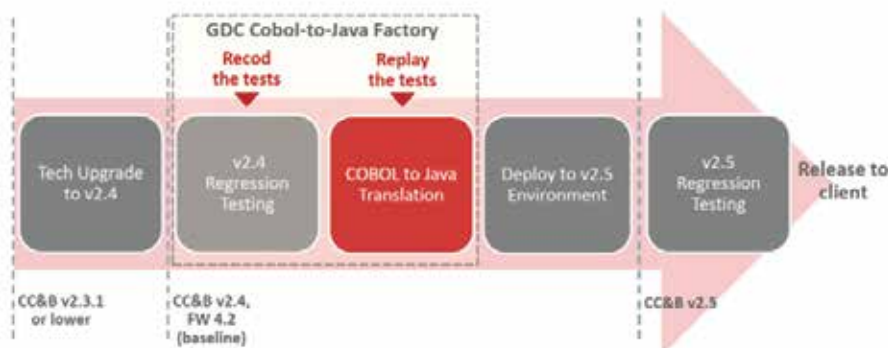 GDC Cobol-to-Java Factory
Recod
the tests
Replay
the tests
Tech Upgrade
to v2.4
v2.4
Regression
Testing
COBOL to Java
Translation
Deploy to v2.5
Environment
v2.5
Regression
Testing
Release to
client
CC&B v2.3.1
or lower
CC&B v2.4,
FW 4.2
(baseline)
CC&B v2.5